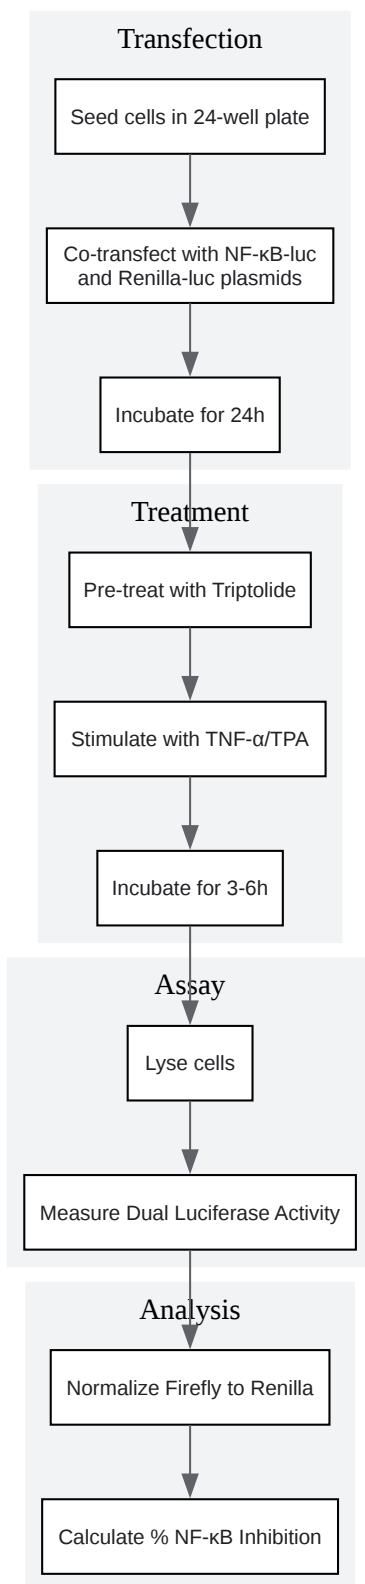 Transfection
Seed cells in 24-well plate
Co-transfect with NF-κB-luc
and Renilla-luc plasmids
Incubate for 24h
Treatment
Pre-treat with Triptolide
Stimulate with TNF-α/TPA
Incubate for 3-6h
Assay
Lyse cells
Measure Dual Luciferase Activity
Analysis
Normalize Firefly to Renilla
Calculate % NF-κB Inhibition